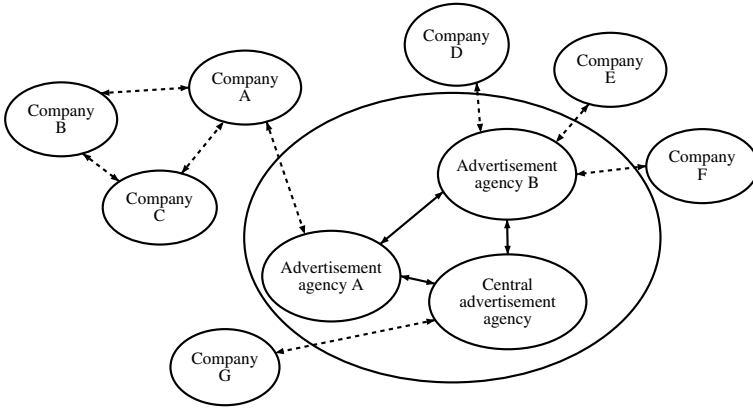 Company
D
Company
E
Company
A
Company
B
Company
C
Advertisement
agency B
Company
F
Advertisement
agency A
Central
advertisement
agency
Company
G